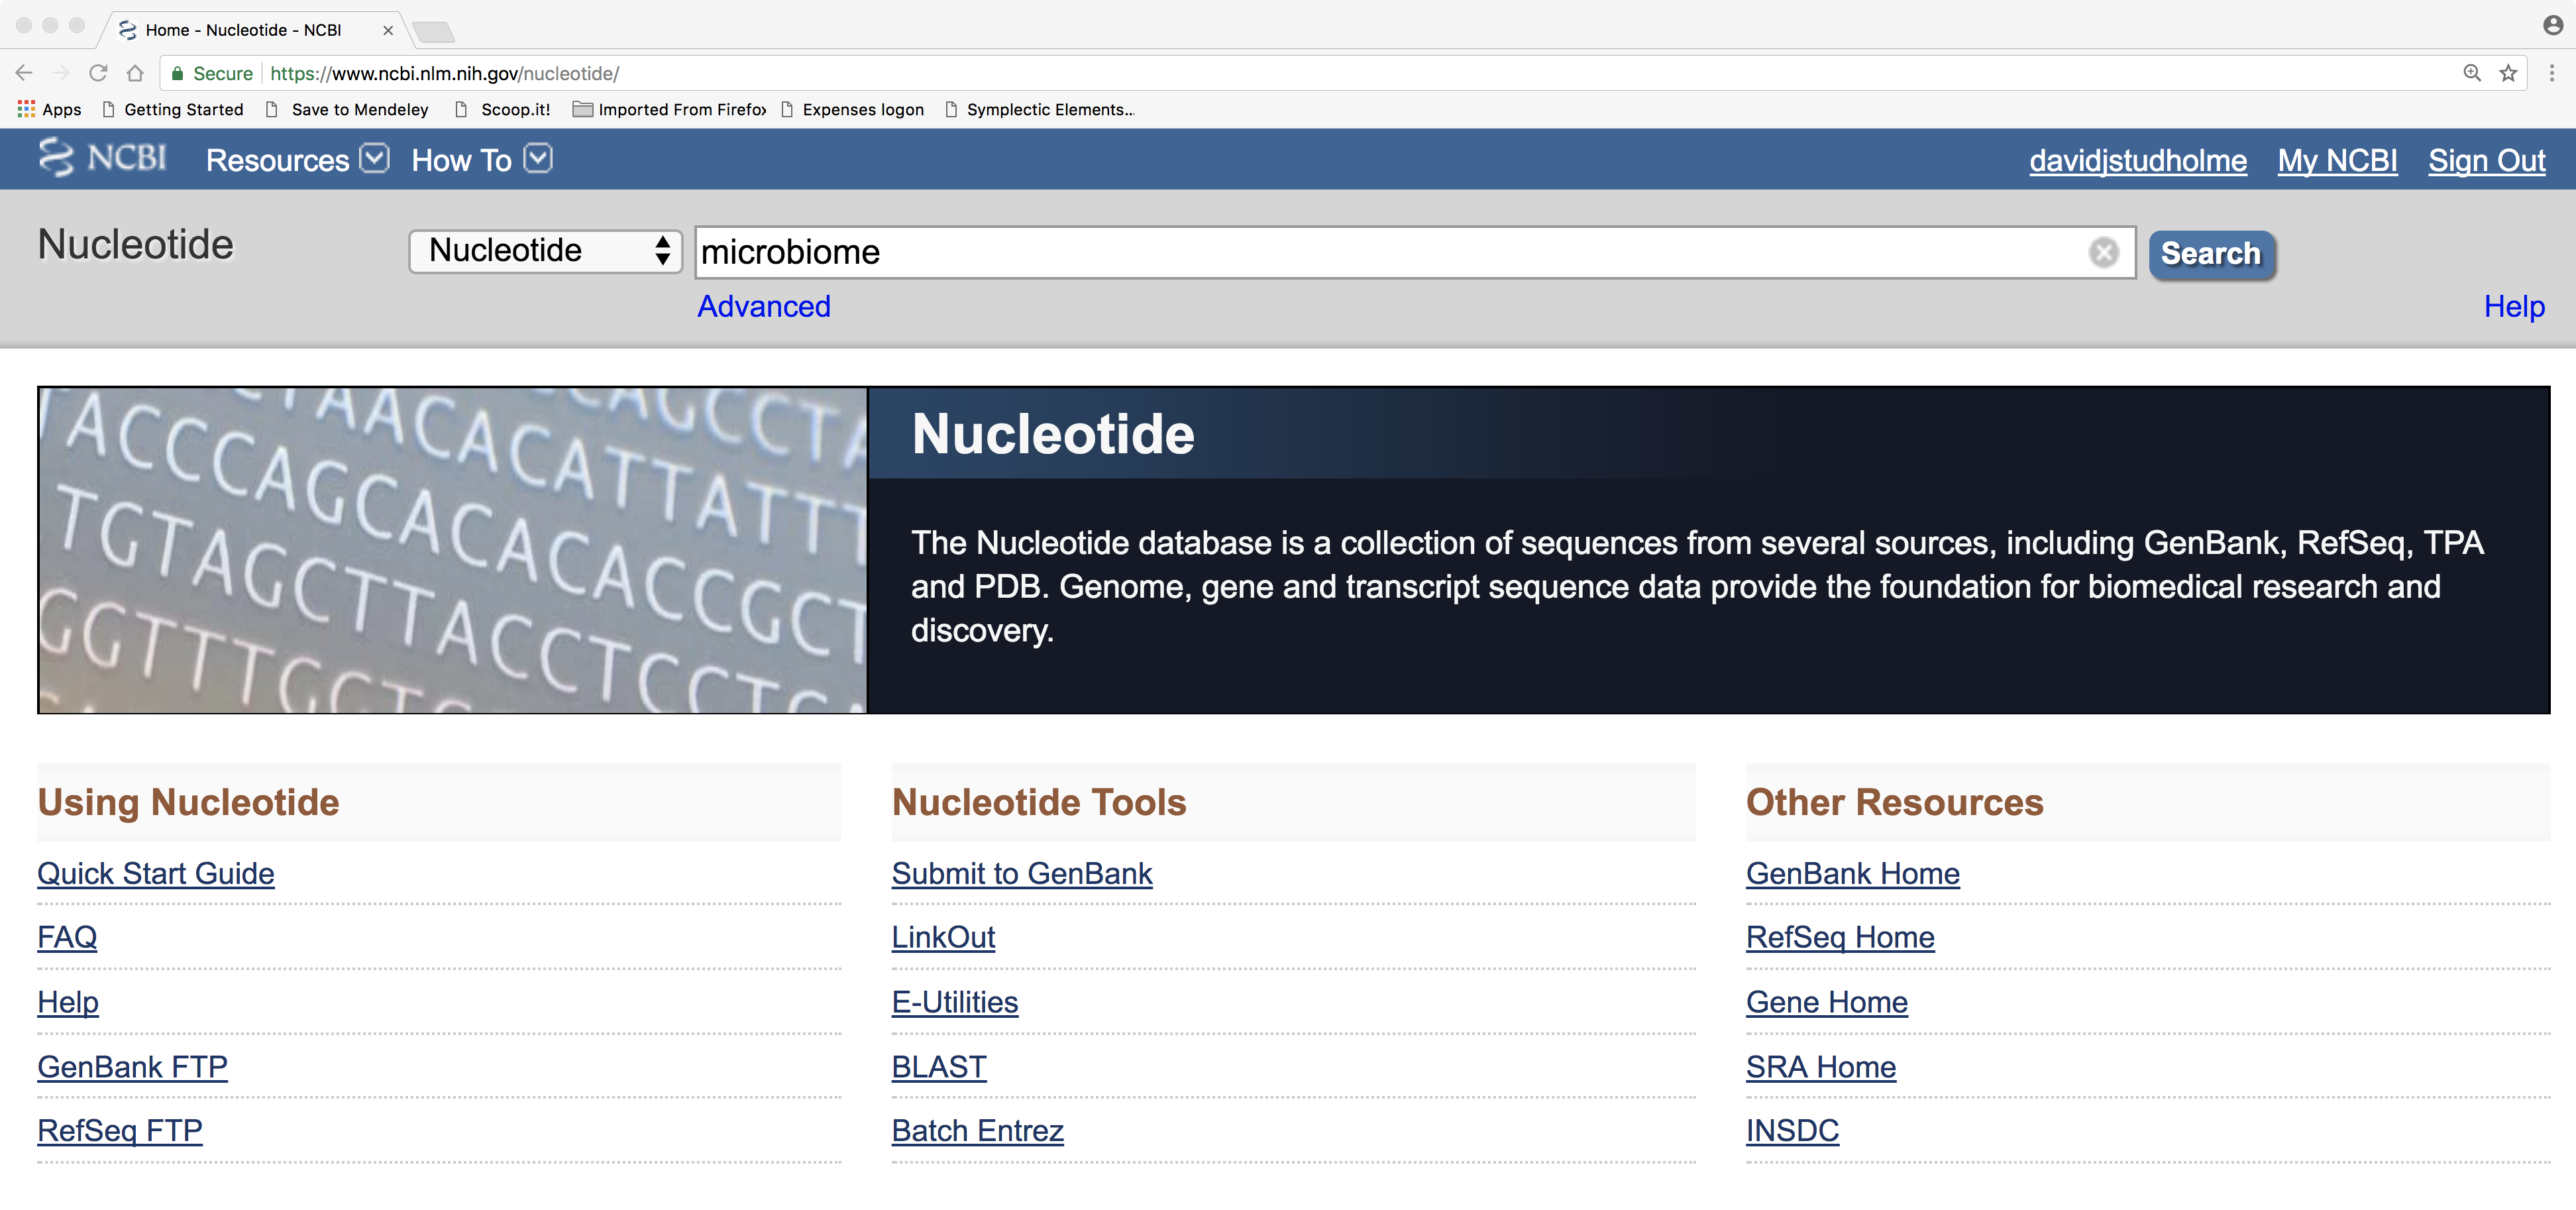 Home - Nucleotide - NCBI
Secure https://www.ncbi.nlm.nih.gov/nucleotide/
Apps Getting Started Save to Mendeley Scoop.it! Imported From Firefo Expenses logon Symplectic Elements...
NCBI Resources How To davidjstudholme My NCBI Sign Out
Nucleotide Nucleotide microbiome Search
Advanced Help
AACACATTATTT
ACCCAGCACACACACCGCT
TGTAGCTTACCTCCTC
Nucleotide
The Nucleotide database is a collection of sequences from several sources, including GenBank, RefSeq, TPA
and PDB. Genome, gene and transcript sequence data provide the foundation for biomedical research and
discovery.
Using Nucleotide
Quick Start Guide
FAQ
Help
GenBank FTP
RefSeq FTP
Nucleotide Tools
Submit to GenBank
LinkOut
E-Utilities
BLAST
Batch Entrez
Other Resources
GenBank Home
RefSeq Home
Gene Home
SRA Home
INSDC